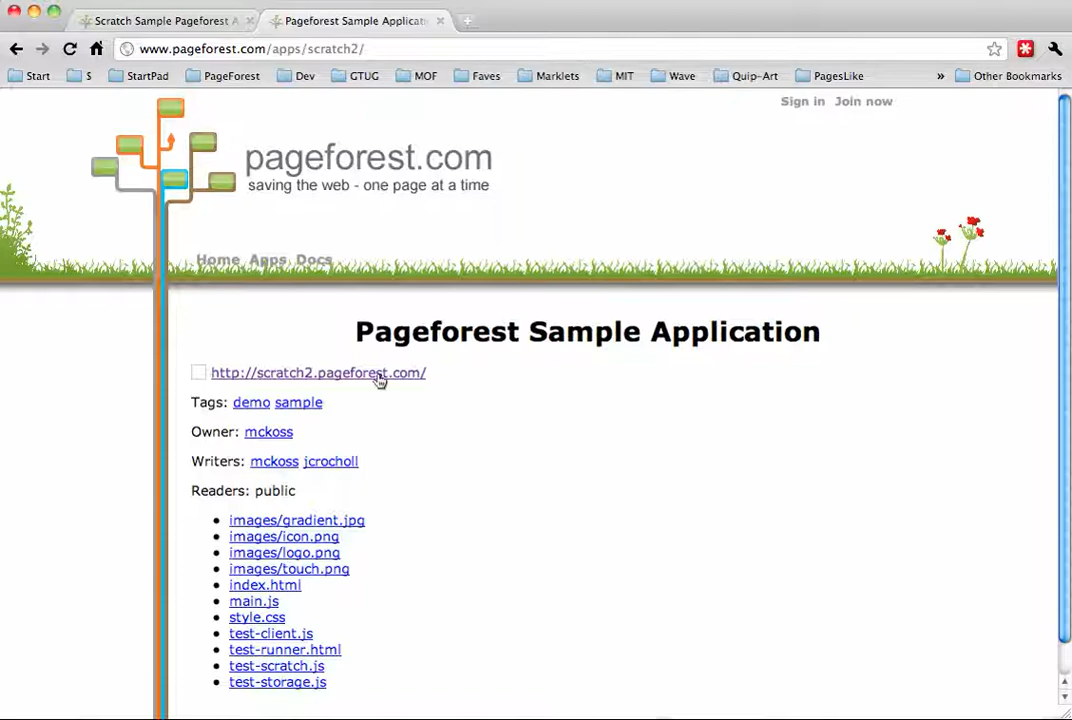 Scratch Sample Pageforest A
Pageforest Sample Applicati
www.pageforest.com/apps/scratch2/
Start $ StartPad PageForest Dev GTUG MOF Faves Marklets MIT Wave Quip-Art PagesLike » Other Bookmarks
Sign in Join now
pageforest.com
saving the web - one page at a time
Home Apps Docs
Pageforest Sample Application
http://scratch2.pageforest.com/
Tags: demo sample
Owner: mckoss
Writers: mckoss jcrocholl
Readers: public
images/gradient.jpg
images/icon.png
images/logo.png
images/touch.png
index.html
main.js
style.css
test-client.js
test-runner.html
test-scratch.js
test-storage.js